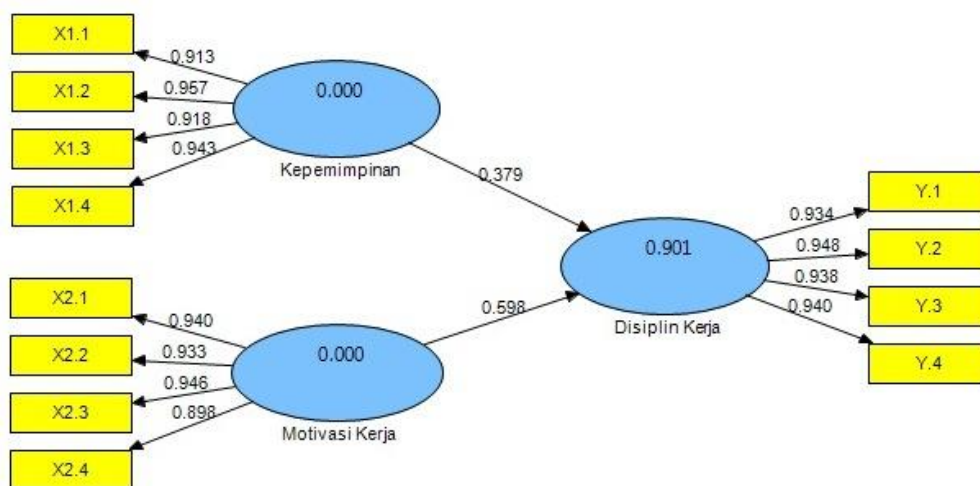 X1.1
0.913
X1.2
0.957
X1.3
0.918
X1.4
0.943
0.000
Kepemimpinan
0.379
X2.1
0.940
X2.2
0.933
X2.3
0.946
X2.4
0.898
0.000
Motivasi Kerja
0.598
0.901
Disiplin Kerja
0.934
Y.1
0.948
Y.2
0.938
Y.3
0.940
Y.4